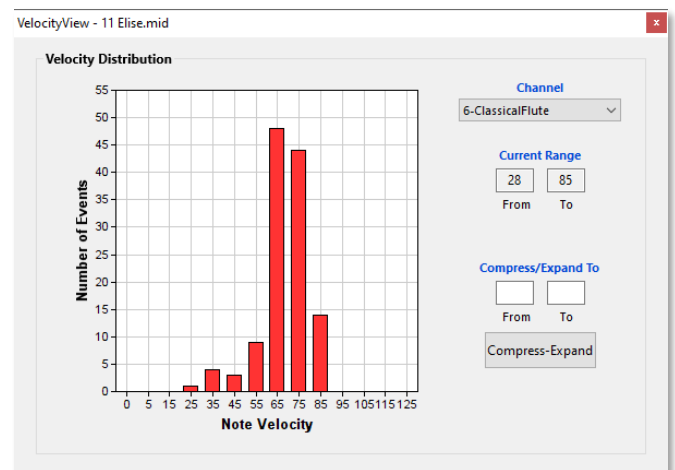 VelocityView - 11 Elise.mid
x
Velocity Distribution
55
50
45
40
35
30
25
20
15
10
5
0
Number of Events
0 5 15 25 35 45 55 65 75 85 95 105 115 125
Note Velocity
Channel
6-ClassicalFlute
Current Range
28 85
From To
Compress/Expand To
From To
Compress-Expand